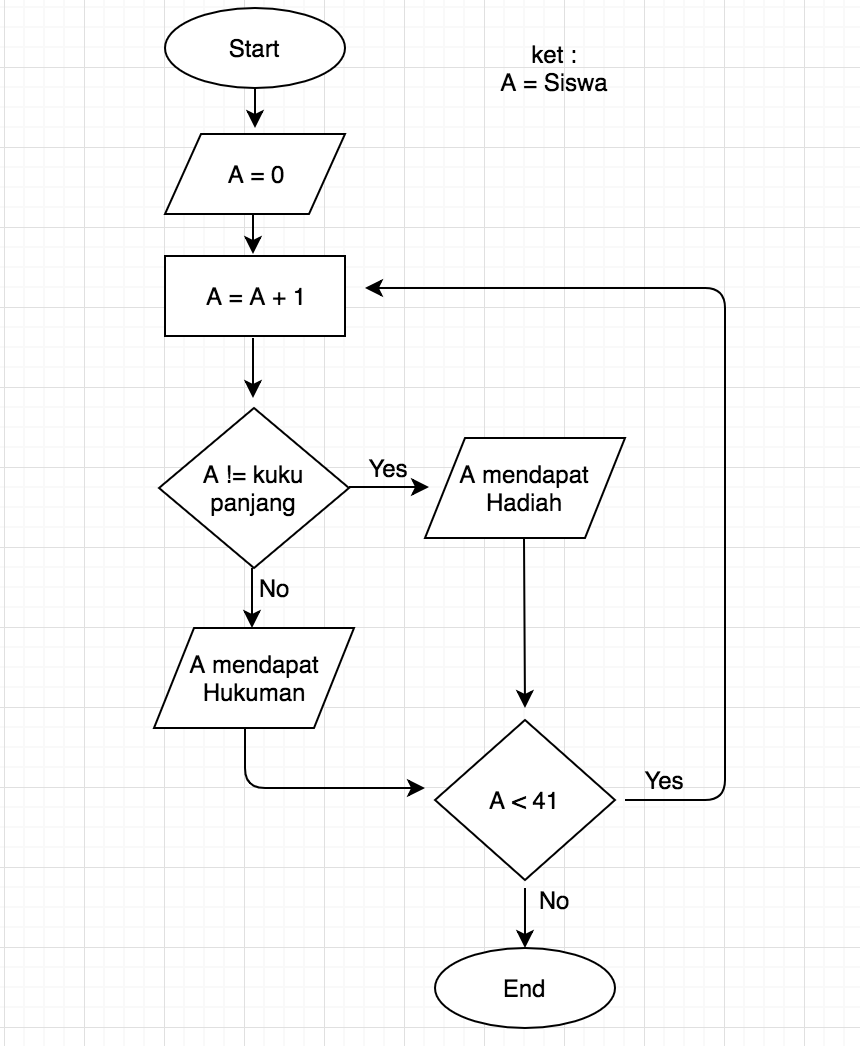 Start
ket :
A = Siswa
A = 0
A = A + 1
A != kuku
panjang
Yes
A mendapat
Hadiah
No
A mendapat
Hukuman
A < 41
Yes
No
End